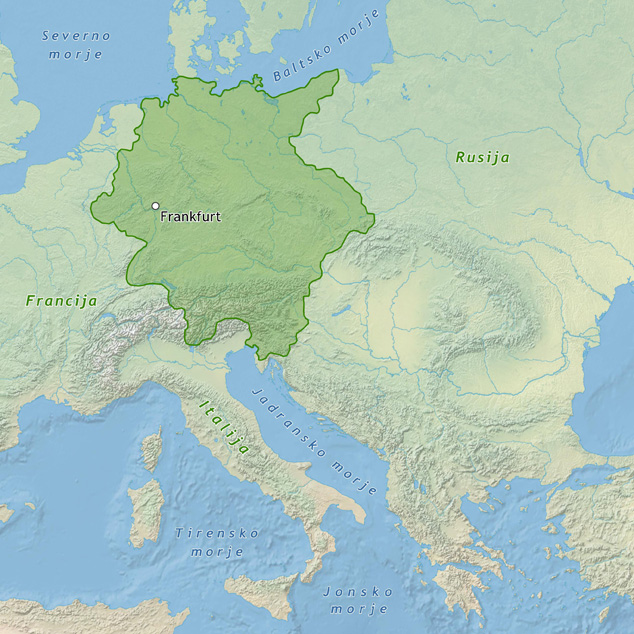 Severno
morje
Baltsko morje
Rusija
Frankfurt
Francija
Italija
Jadransko morje
Tirensko
morje
Jonsko
morje